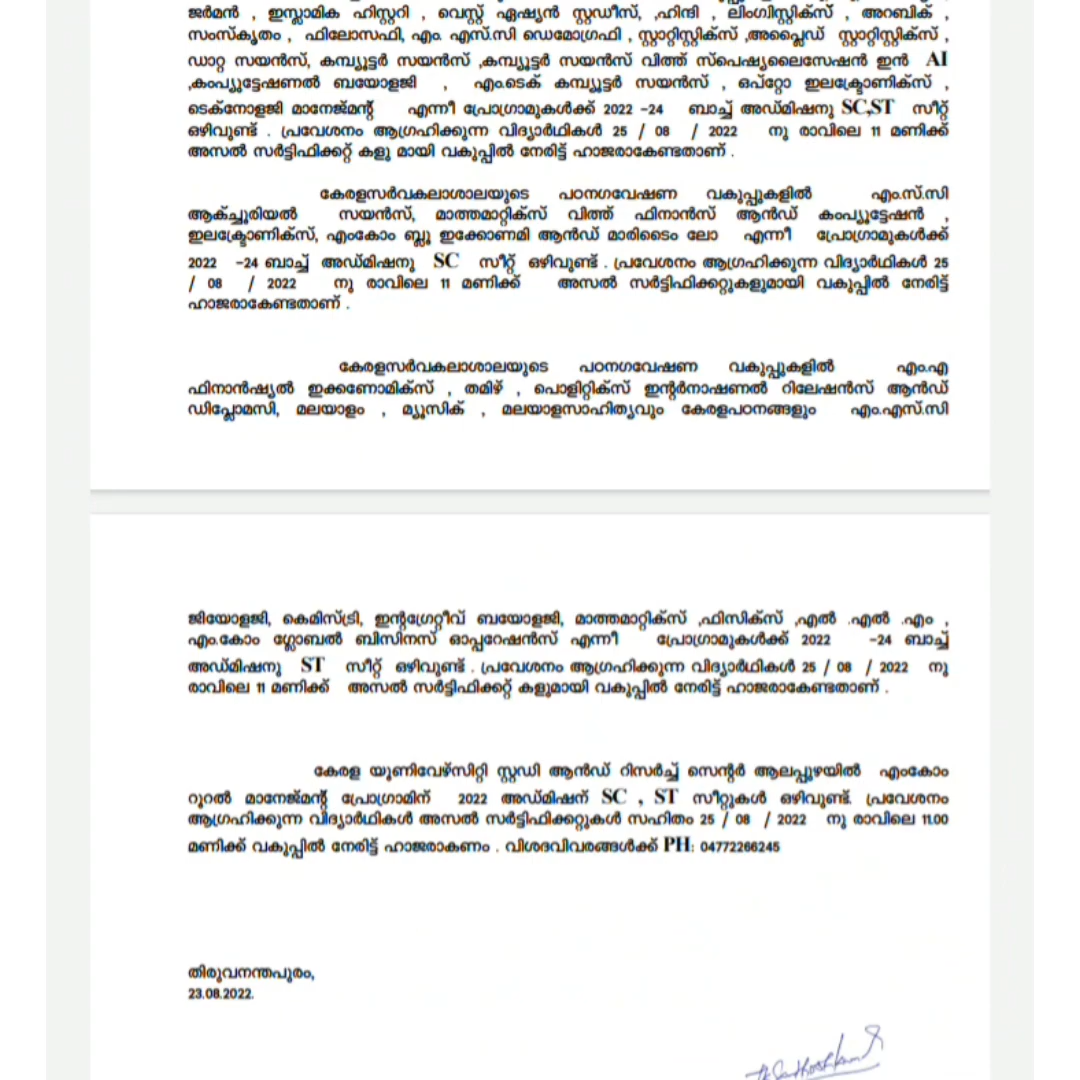 ജർമൻ , ഇസ്ലാമിക ഹിസ്റ്ററി , വെസ്റ്റ് ഏഷ്യൻ സ്റ്റഡീസ്, ,ഹിന്ദി , ലിംഗ്വിസ്റ്റിക്സ് , അറബിക് ,
സംസ്കൃതം , ഫിലോസഫി, എം. എസ്.സി ഡെമോഗ്രഫി , സ്റ്റാറ്റിസ്റ്റിക്സ് ,അപ്ലൈഡ് സ്റ്റാറ്റിസ്റ്റിക്സ് ,
ഡാറ്റ സയൻസ്, കമ്പ്യൂട്ടർ സയൻസ് ,കമ്പ്യൂട്ടർ സയൻസ് വിത്ത് സ്പെഷ്യലൈസേഷൻ ഇൻ AI
,കംപ്യൂട്ടേഷണൽ ബയോളജി , എം.ടെക് കമ്പ്യൂട്ടർ സയൻസ് , ഒപ്റ്റോ ഇലക്ട്രോണിക്സ് ,
ടെക്നോളജി മാനേജ്മന്റ് എന്നീ പ്രോഗ്രാമുകൾക്ക് 2022 –24 ബാച്ച് അഡ്മിഷനു SC,ST സീറ്റ്
ഒഴിവുണ്ട് . പ്രവേശനം ആഗ്രഹിക്കുന്ന വിദ്യാർഥികൾ 25 / 08 / 2022 നു രാവിലെ 11 മണിക്ക്
അസൽ സർട്ടിഫിക്കറ്റ് കളു മായി വകുപ്പിൽ നേരിട്ട് ഹാജരാകേണ്ടതാണ് .
കേരളസർവകലാശാലയുടെ പഠനഗവേഷണ വകുപ്പുകളിൽ എം.സ്.സി
ആക്ച്ചൂരിയൽ സയൻസ്, മാത്തമാറ്റിക്സ് വിത്ത് ഫിനാൻസ് ആൻഡ് കംപ്യൂട്ടേഷൻ ,
ഇലക്ട്രോണിക്സ്, എംകോം ബ്ലൂ ഇക്കോണമി ആൻഡ് മാരിടൈം ലോ എന്നീ പ്രോഗ്രാമുകൾക്ക്
2022 –24 ബാച്ച് അഡ്മിഷനു SC സീറ്റ് ഒഴിവുണ്ട് . പ്രവേശനം ആഗ്രഹിക്കുന്ന വിദ്യാർഥികൾ 25
/ 08 / 2022 നു രാവിലെ 11 മണിക്ക് അസൽ സർട്ടിഫിക്കറ്റുകളുമായി വകുപ്പിൽ നേരിട്ട്
ഹാജരാകേണ്ടതാണ് .
കേരളസർവകലാശാലയുടെ പഠനഗവേഷണ വകുപ്പുകളിൽ എം.എ
ഫിനാൻഷ്യൽ ഇക്കണോമിക്സ് , തമിഴ് , പൊളിറ്റിക്സ് ഇന്റർനാഷണൽ റിലേഷൻസ് ആൻഡ്
ഡിപ്ലോമസി, മലയാളം , മ്യൂസിക് , മലയാളസാഹിത്യവും കേരളപഠനങ്ങളും എം.എസ്.സി
ജിയോളജി, കെമിസ്ട്രി, ഇന്റഗ്രേറ്റീവ് ബയോളജി, മാത്തമാറ്റിക്സ് ,ഫിസിക്സ് ,എൽ .എൽ .എം ,
എം.കോം ഗ്ലോബൽ ബിസിനസ് ഓപ്പറേഷൻസ് എന്നീ പ്രോഗ്രാമുകൾക്ക് 2022 –24 ബാച്ച്
അഡ്മിഷനു ST സീറ്റ് ഒഴിവുണ്ട് . പ്രവേശനം ആഗ്രഹിക്കുന്ന വിദ്യാർഥികൾ 25 / 08 / 2022 നു
രാവിലെ 11 മണിക്ക് അസൽ സർട്ടിഫിക്കറ്റ് കളുമായി വകുപ്പിൽ നേരിട്ട് ഹാജരാകേണ്ടതാണ് .
കേരള യൂണിവേഴ്സിറ്റി സ്റ്റഡി ആൻഡ് റിസർച്ച് സെന്റർ ആലപ്പുഴയിൽ എംകോം
റൂറൽ മാനേജ്മന്റ് പ്രോഗ്രാമിന് 2022 അഡ്മിഷന് SC , ST സീറ്റുകൾ ഒഴിവുണ്ട്. പ്രവേശനം
ആഗ്രഹിക്കുന്ന വിദ്യാർഥികൾ അസൽ സർട്ടിഫിക്കറ്റുകൾ സഹിതം 25 / 08 / 2022 നു രാവിലെ 11.00
മണിക്ക് വകുപ്പിൽ നേരിട്ട് ഹാജരാകണം . വിശദവിവരങ്ങൾക്ക് PH: 04772266245
തിരുവനന്തപുരം,
23.08.2022.